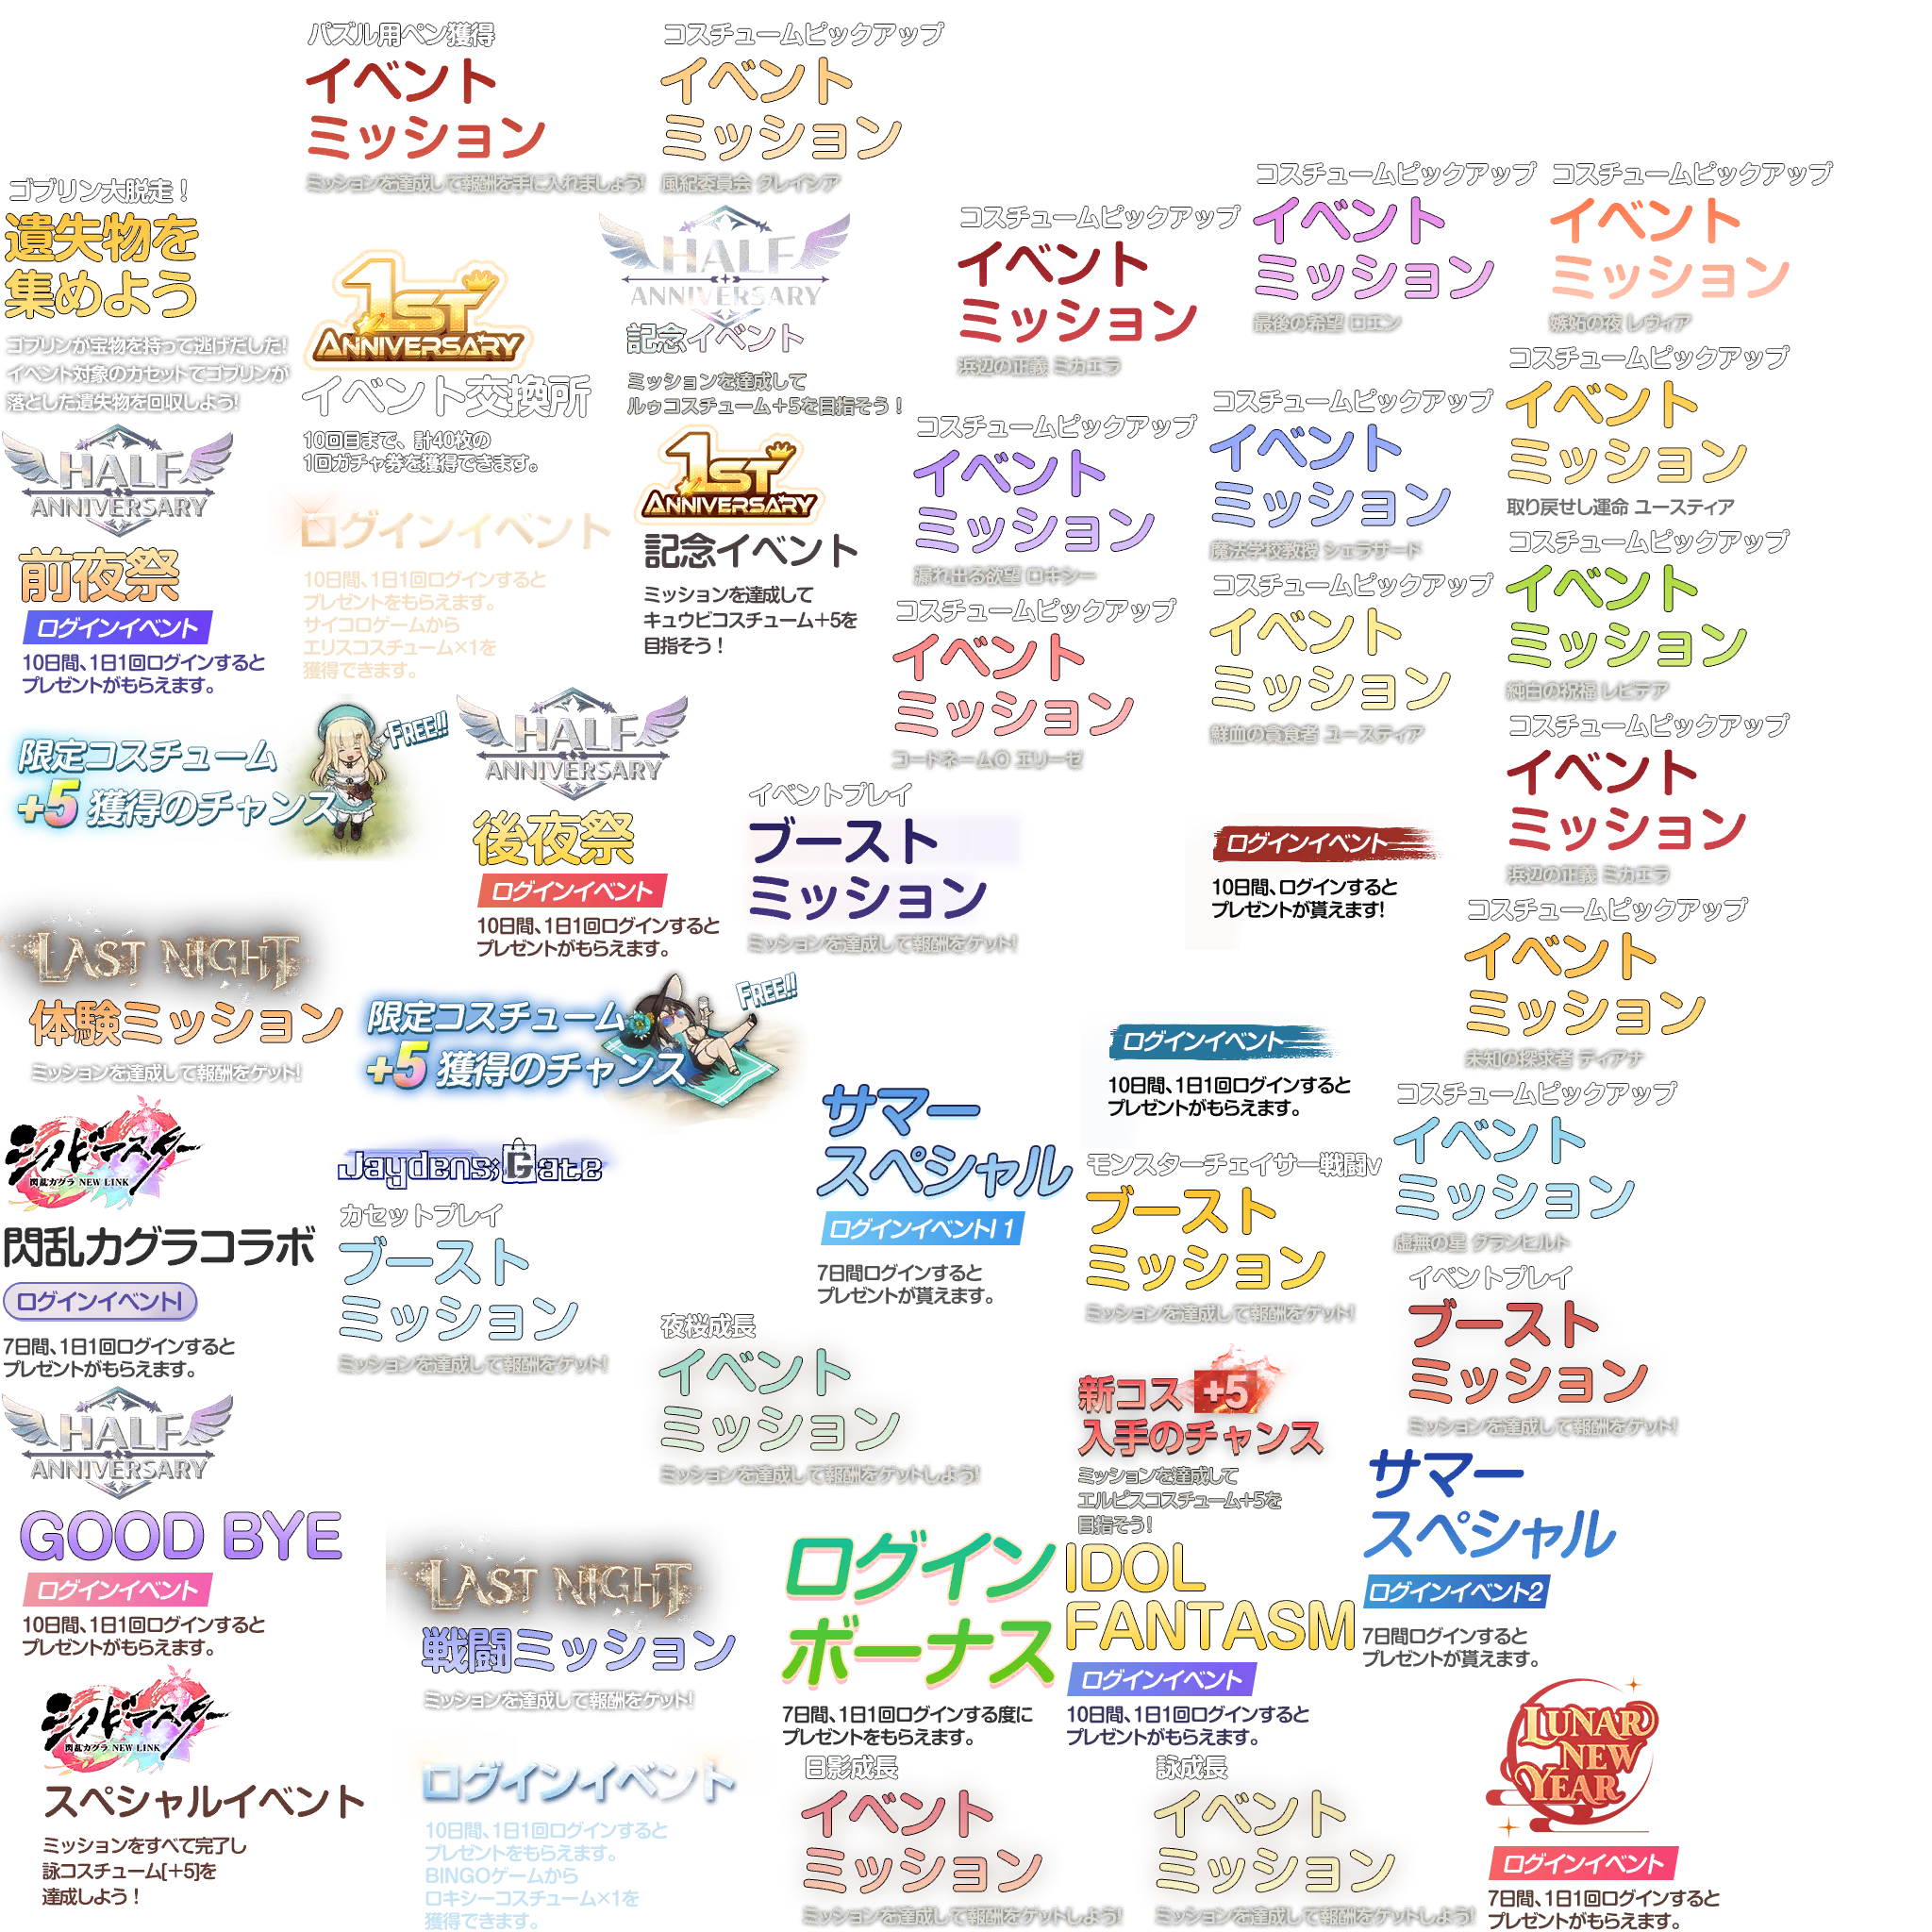 パズル用ペン獲得
イベント
ミッション
ミッションを達成して報酬を手に入れましょう!
コスチュームピックアップ
イベント
ミッション
風紀委員会 グレインア
ゴブリン大脱走！
遺失物を
集めよう
ゴブリンが宝物を持って逃げだした!
イベント対象のカセットでゴブリンが
落とした遺失物を回収しよう!
1ST
ANNIVERSARY
イベント交換所
10回目まで、計40枚の
1回ガチャ券を獲得できます。
HALF
ANNIVERSARY
記念イベント
ミッションを達成して
ルゥコスチューム＋5を目指そう！
コスチュームピックアップ
イベント
ミッション
浜辺の正義 ミカエラ
コスチュームピックアップ
イベント
ミッション
最後の希望 ロエン
コスチュームピックアップ
イベント
ミッション
嫉妬の夜 レヴィア
HALF
ANNIVERSARY
前夜祭
ログインイベント
10日間、1日1回ログインすると
プレゼントがもらえます。
ログインイベント
10日間、1日1回ログインすると
プレゼントをもらえます。
サイコロゲームから
エリスコスチューム×1を
獲得できます。
1ST
ANNIVERSARY
記念イベント
ミッションを達成して
キュウビコスチューム＋5を
目指そう！
コスチュームピックアップ
イベント
ミッション
漏れ出る欲望 ロキシー
コスチュームピックアップ
イベント
ミッション
魔法学校教授 シェラザード
コスチュームピックアップ
イベント
ミッション
取り戻せし運命 ユースティア
コスチュームピックアップ
イベント
ミッション
コードネームO エリーゼ
コスチュームピックアップ
イベント
ミッション
鮮血の貪食者 ユースティア
コスチュームピックアップ
イベント
ミッション
純白の祝福 レビテア
限定コスチューム
+5 獲得のチャンス
FREE!!
HALF
ANNIVERSARY
後夜祭
ログインイベント
10日間、1日1回ログインすると
プレゼントがもらえます。
イベントプレイ
ブースト
ミッション
ミッションを達成して報酬をゲット!
ログインイベント
10日間、ログインすると
プレゼントが貰えます!
コスチュームピックアップ
イベント
ミッション
浜辺の正義 ミカエラ
LAST NIGHT
体験ミッション
ミッションを達成して報酬をゲット!
限定コスチューム
+5 獲得のチャンス
FREE!!
ログインイベント
10日間、1日1回ログインすると
プレゼントがもらえます。
コスチュームピックアップ
イベント
ミッション
未知の探求者 ディアナ
シノビマスター
閃乱カグラ NEW LINK
閃乱カグラコラボ
ログインイベントI
7日間、1日1回ログインすると
プレゼントがもらえます。
Jaydens;Gate
カセットプレイ
ブースト
ミッション
ミッションを達成して報酬をゲット!
サマー
スペシャル
ログインイベントI 1
7日間ログインすると
プレゼントが貰えます。
モンスターチェイサー戦闘v
ブースト
ミッション
ミッションを達成して報酬をゲット!
コスチュームピックアップ
イベント
ミッション
虚無の星 グランヒルト
夜桜成長
イベント
ミッション
ミッションを達成して報酬をゲットしよう!
イベントプレイ
ブースト
ミッション
ミッションを達成して報酬をゲット!
HALF
ANNIVERSARY
GOOD BYE
ログインイベント
10日間、1日1回ログインすると
プレゼントがもらえます。
新コス +5
入手のチャンス
ミッションを達成して
エルピスコスチューム+5を
目指そう!
サマー
スペシャル
ログインイベント2
7日間ログインすると
プレゼントが貰えます。
LAST NIGHT
戦闘ミッション
ミッションを達成して報酬をゲット!
ログイン
ボーナス
7日間、1日1回ログインする度に
プレゼントをもらえます。
IDOL
FANTASM
ログインイベント
10日間、1日1回ログインすると
プレゼントがもらえます。
シノビマスター
閃乱カグラ NEW LINK
スペシャルイベント
ミッションをすべて完了し
詠コスチューム[＋5]を
達成しよう！
ログインイベント
10日間、1日1回ログインすると
プレゼントをもらえます。
BINGOゲームから
ロキシーコスチューム×1を
獲得できます。
日影成長
イベント
ミッション
ミッションを達成して報酬をゲットしよう!
詠成長
イベント
ミッション
ミッションを達成して報酬をゲットしよう!
LUNAR
NEW
YEAR
ログインイベント
7日間、1日1回ログインすると
プレゼントがもらえます。